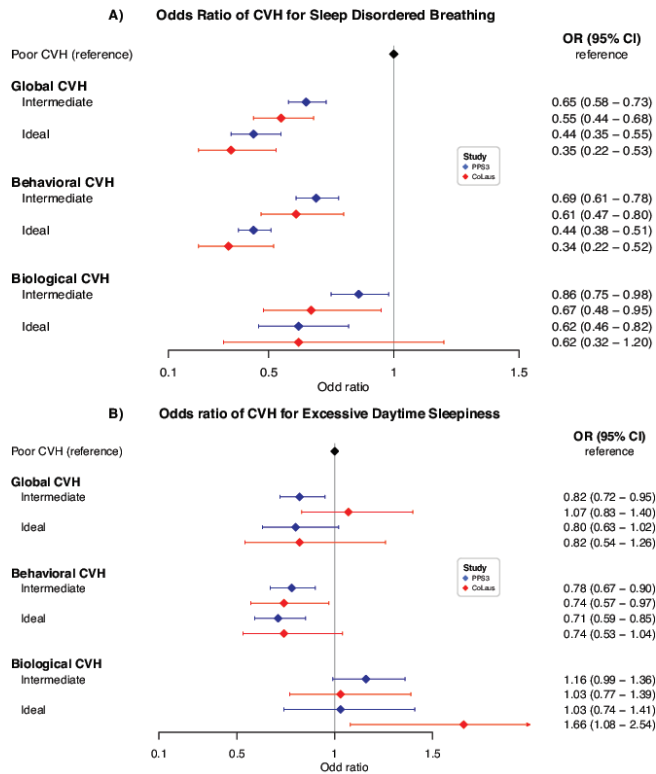 A) Odds Ratio of CVH for Sleep Disordered Breathing
OR (95% CI)
Poor CVH (reference) reference
Global CVH
Intermediate 0.65 (0.58 – 0.73)
0.55 (0.44 – 0.68)
Ideal 0.44 (0.35 – 0.55)
0.35 (0.22 – 0.53)
Study
PPS3
CoLaus
Behavioral CVH
Intermediate 0.69 (0.61 – 0.78)
0.61 (0.47 – 0.80)
Ideal 0.44 (0.38 – 0.51)
0.34 (0.22 – 0.52)
Biological CVH
Intermediate 0.86 (0.75 – 0.98)
0.67 (0.48 – 0.95)
Ideal 0.62 (0.46 – 0.82)
0.62 (0.32 – 1.20)
0.1 0.5 1 1.5
Odd ratio
B) Odds ratio of CVH for Excessive Daytime Sleepiness
OR (95% CI)
Poor CVH (reference) reference
Global CVH
Intermediate 0.82 (0.72 – 0.95)
1.07 (0.83 – 1.40)
Ideal 0.80 (0.63 – 1.02)
0.82 (0.54 – 1.26)
Study
PPS3
CoLaus
Behavioral CVH
Intermediate 0.78 (0.67 – 0.90)
0.74 (0.57 – 0.97)
Ideal 0.71 (0.59 – 0.85)
0.74 (0.53 – 1.04)
Biological CVH
Intermediate 1.16 (0.99 – 1.36)
1.03 (0.77 – 1.39)
Ideal 1.03 (0.74 – 1.41)
1.66 (1.08 – 2.54)
0.1 0.5 1 1.5
Odd ratio